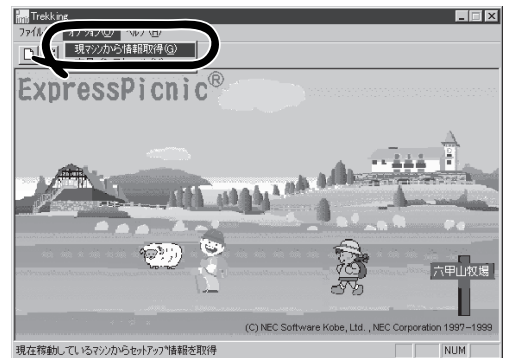 Trekking
ファイル
オプション(O) ヘルプ(H)
現マシンから情報取得(G)
ExpressPicnic®
六甲山牧場
(C) NEC Software Kobe, Ltd. , NEC Corporation 1997-1999
現在稼動しているマシンからセットアップ情報を取得
NUM